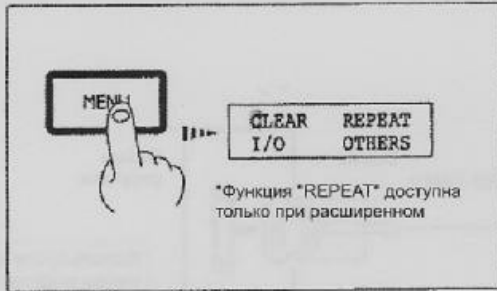 MENU
CLEAR REPEAT
I/O OTHERS
*Функция "REPEAT" доступна
только при расширенном